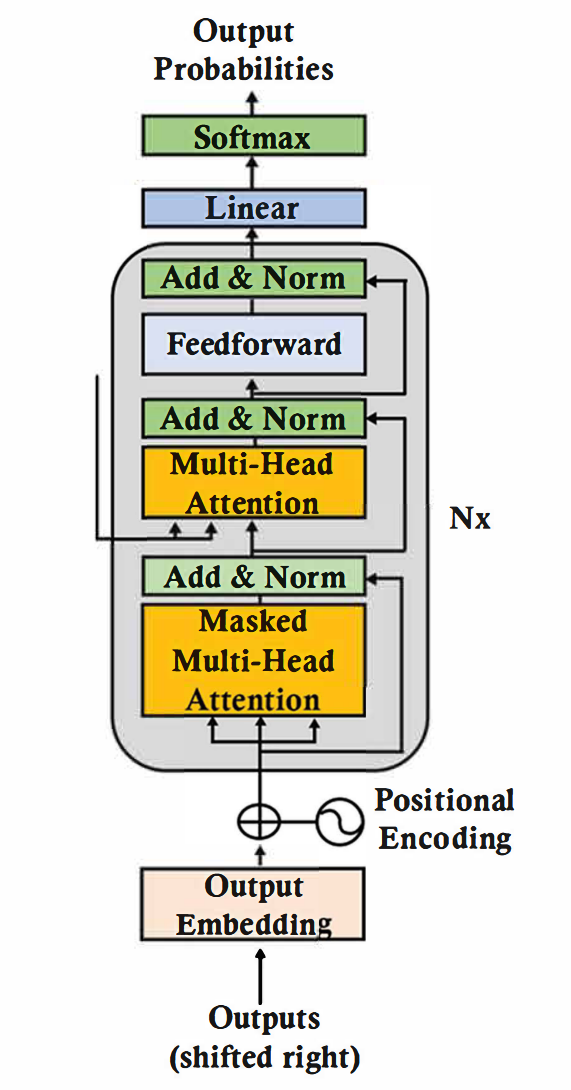 Output
Probabilities
Softmax
Linear
Add & Norm
Feedforward
Add & Norm
Multi-Head
Attention
Nx
Add & Norm
Masked
Multi-Head
Attention
Positional
Encoding
Output
Embedding
Outputs
(shifted right)